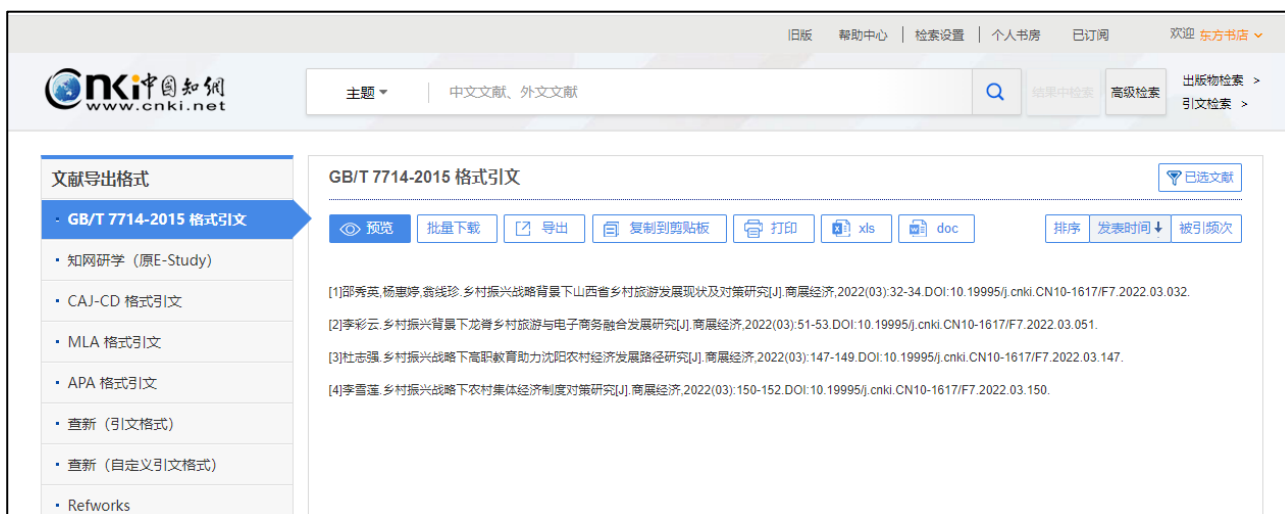 旧版 帮助中心 | 检索设置 | 个人书房 已订阅 欢迎 东方书店
cnki中国知网
www.cnki.net
主题 中文文献、外文文献 结果中检索 高级检索
出版物检索 >
引文检索 >
文献导出格式
· GB/T 7714-2015 格式引文
· 知网研学（原E-Study）
· CAJ-CD 格式引文
· MLA 格式引文
· APA 格式引文
· 查新（引文格式）
· 查新（自定义引文格式）
· Refworks
GB/T 7714-2015 格式引文 已选文献
预览 批量下载 导出 复制到剪贴板 打印 xls doc 排序 发表时间↓ 被引频次
[1]邵秀英,杨惠婷,翁线珍.乡村振兴战略背景下山西省乡村旅游发展现状及对策研究[J].商展经济,2022(03):32-34.DOI:10.19995/j.cnki.CN10-1617/F7.2022.03.032.
[2]李彩云.乡村振兴背景下龙脊乡村旅游与电子商务融合发展研究[J].商展经济,2022(03):51-53.DOI:10.19995/j.cnki.CN10-1617/F7.2022.03.051.
[3]杜志强.乡村振兴战略下高职教育助力沈阳农村经济发展路径研究[J].商展经济,2022(03):147-149.DOI:10.19995/j.cnki.CN10-1617/F7.2022.03.147.
[4]李雪莲.乡村振兴战略下农村集体经济制度对策研究[J].商展经济,2022(03):150-152.DOI:10.19995/j.cnki.CN10-1617/F7.2022.03.150.